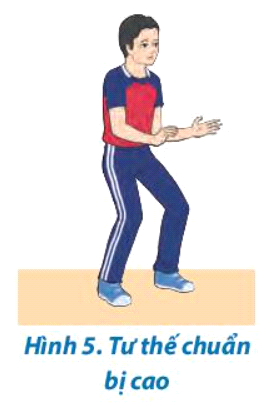 Hình 5. Tư thế chuẩn
bị cao